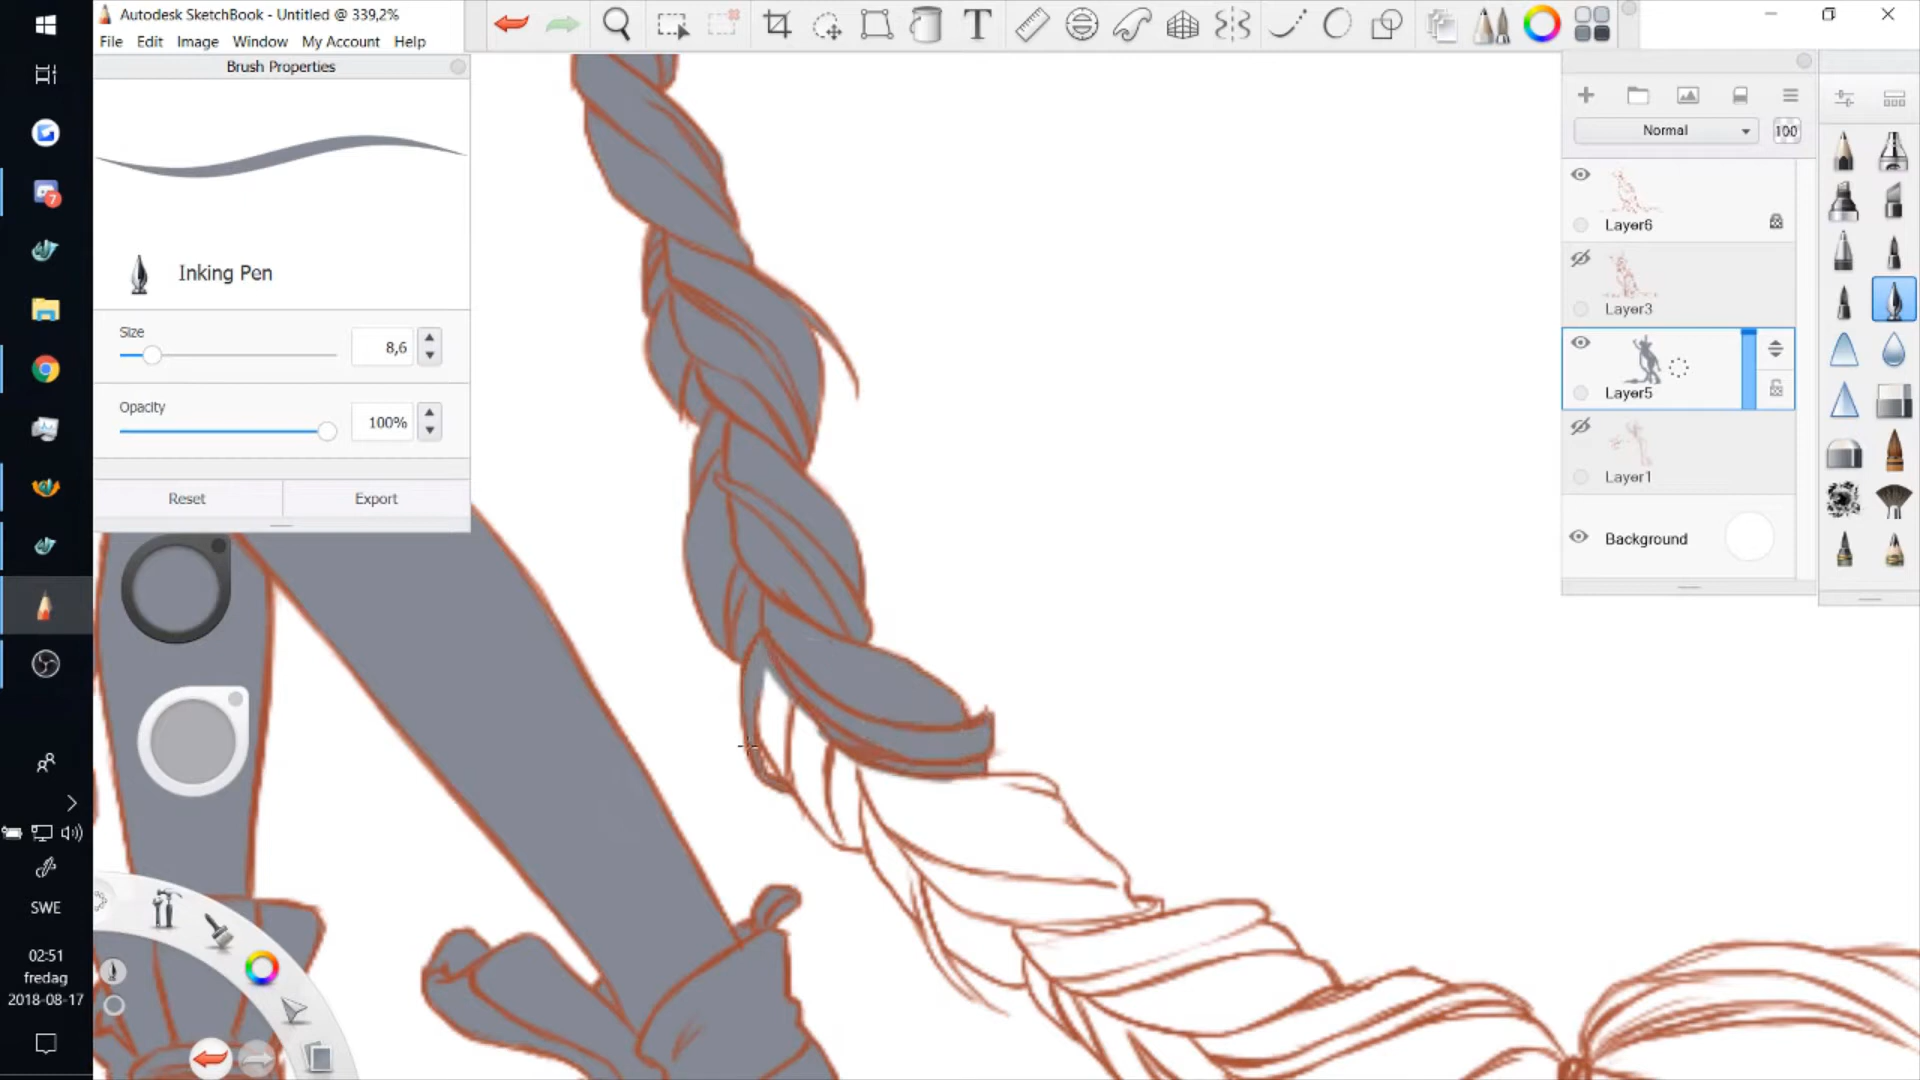 Autodesk SketchBook - Untitled @ 339,2%
File Edit Image Window My Account Help
Brush Properties
Inking Pen
Size
8,6
Opacity
100%
Reset Export
T
Normal 100
Layer6
Layer3
Layer5
Layer1
Background
7
SWE
02:51
fredag
2018-08-17